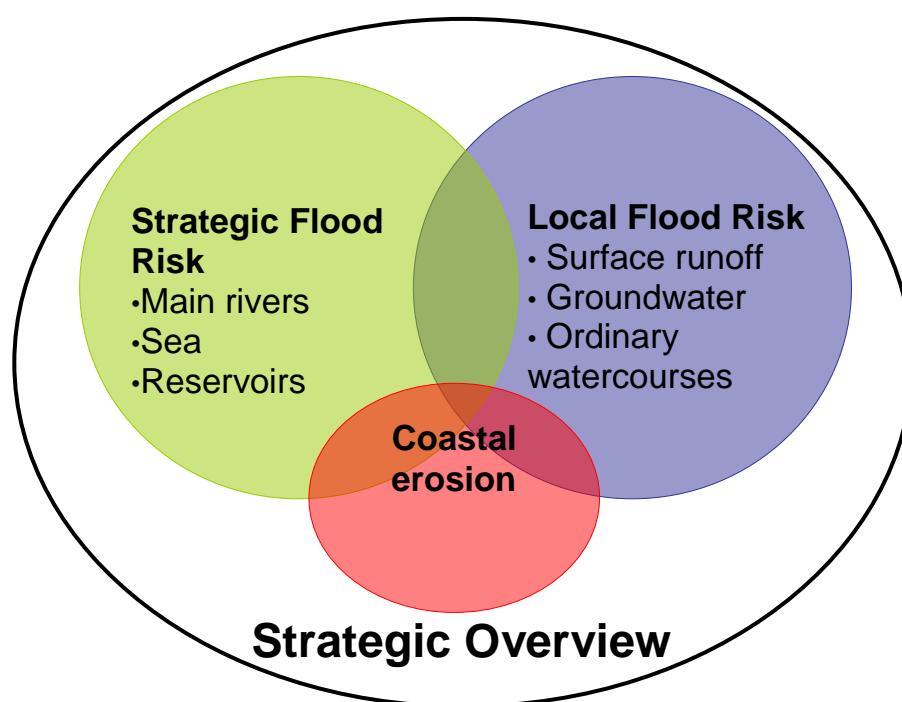 Strategic Flood
Risk
•Main rivers
•Sea
•Reservoirs
Local Flood Risk
• Surface runoff
• Groundwater
• Ordinary
watercourses
Coastal
erosion
Strategic Overview